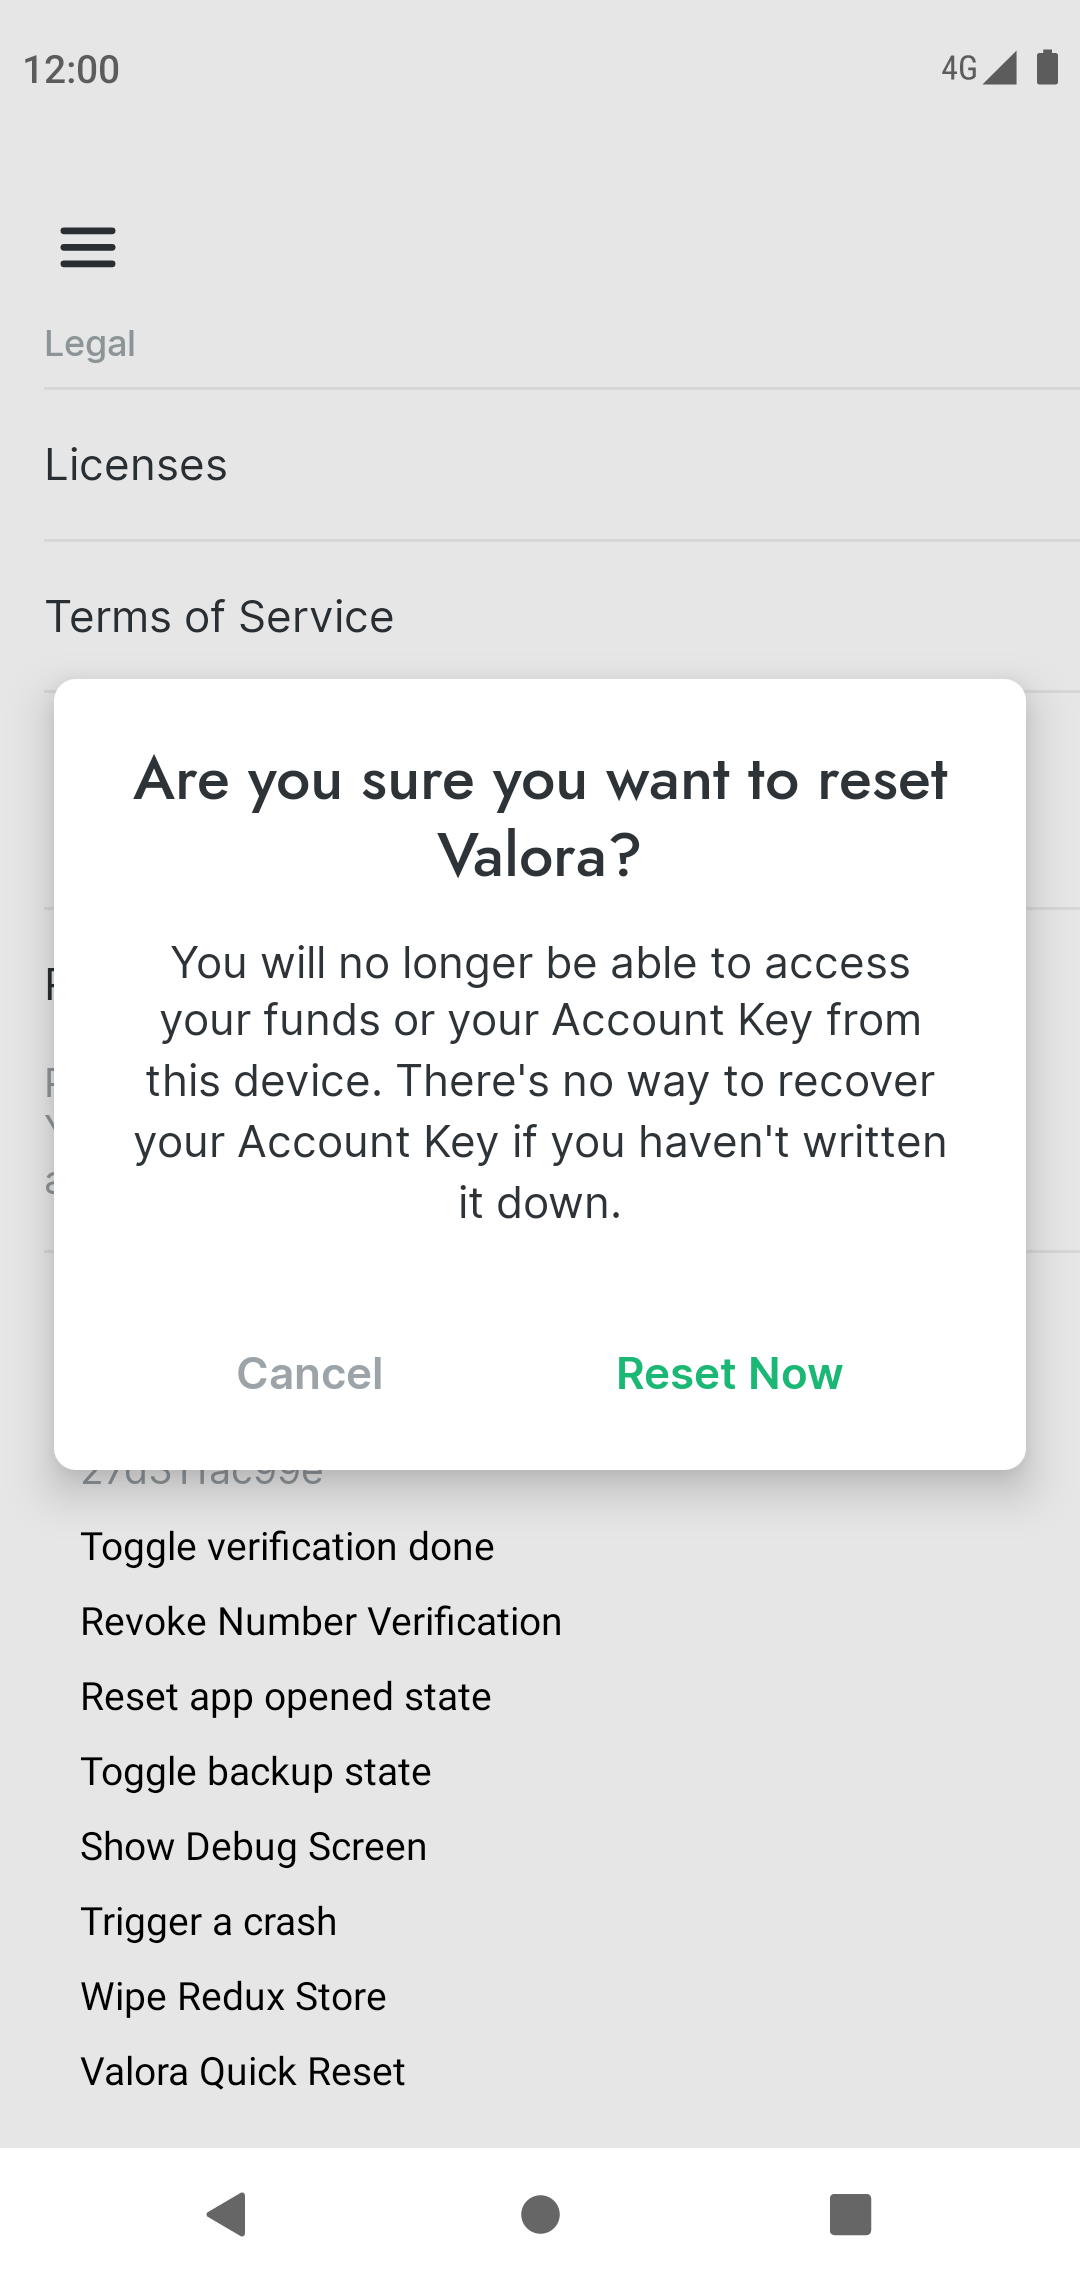 12:00
4G
Legal
Licenses
Terms of Service
Are you sure you want to reset
Valora?
You will no longer be able to access
your funds or your Account Key from
this device. There's no way to recover
your Account Key if you haven't written
it down.
Cancel
Reset Now
27d311ac99e
Toggle verification done
Revoke Number Verification
Reset app opened state
Toggle backup state
Show Debug Screen
Trigger a crash
Wipe Redux Store
Valora Quick Reset